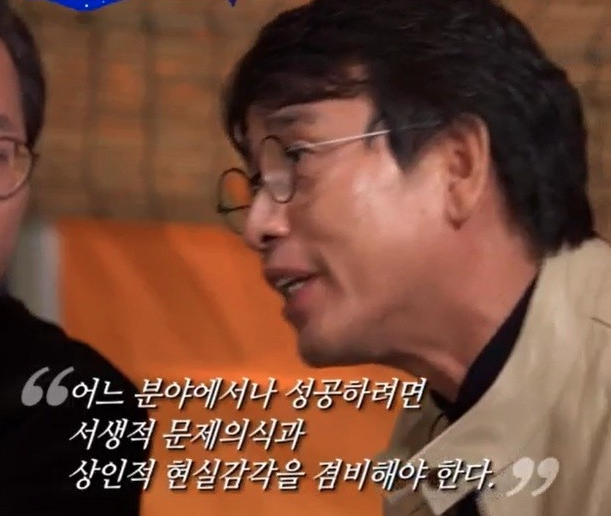 “어느 분야에서나 성공하려면
서생적 문제의식과
상인적 현실감각을 겸비해야 한다.”